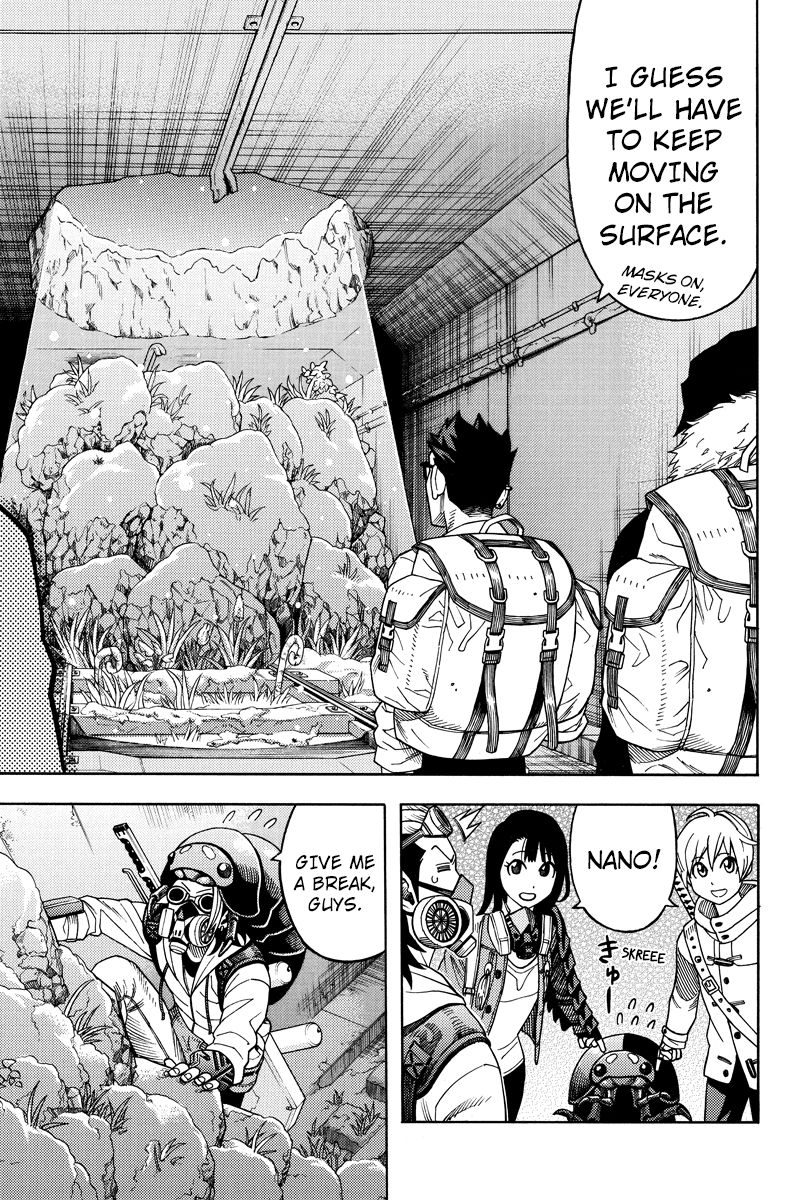 I GUESS
WE'LL HAVE
TO KEEP
MOVING
ON THE
SURFACE.
MASKS ON,
EVERYONE.
NANO!
きゅー
SKREEE
GIVE ME
A BREAK,
GUYS.